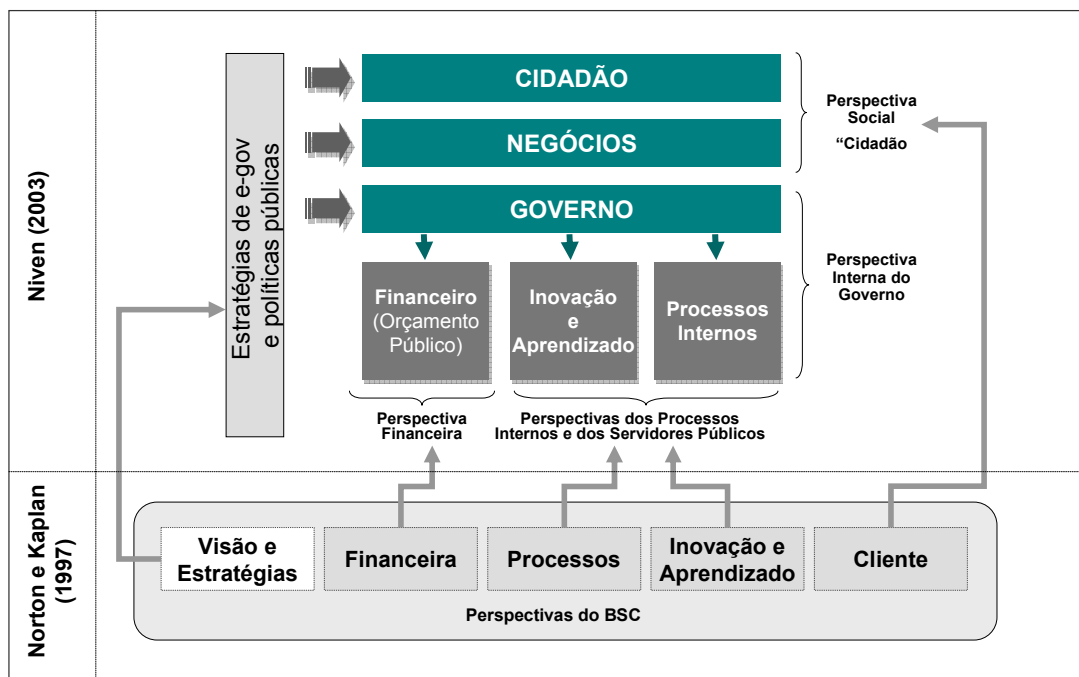 Niven (2003)
Estratégias de e-gov
e políticas públicas
CIDADÃO
NEGÓCIOS
GOVERNO
Perspectiva
Social
“Cidadão
Financeiro
(Orçamento
Público)
Inovação
e
Aprendizado
Processos
Internos
Perspectiva
Interna do
Governo
Perspectiva
Financeira
Perspectivas dos Processos
Internos e dos Servidores Públicos
Norton e Kaplan
(1997)
Visão e
Estratégias
Financeira
Processos
Inovação e
Aprendizado
Cliente
Perspectivas do BSC